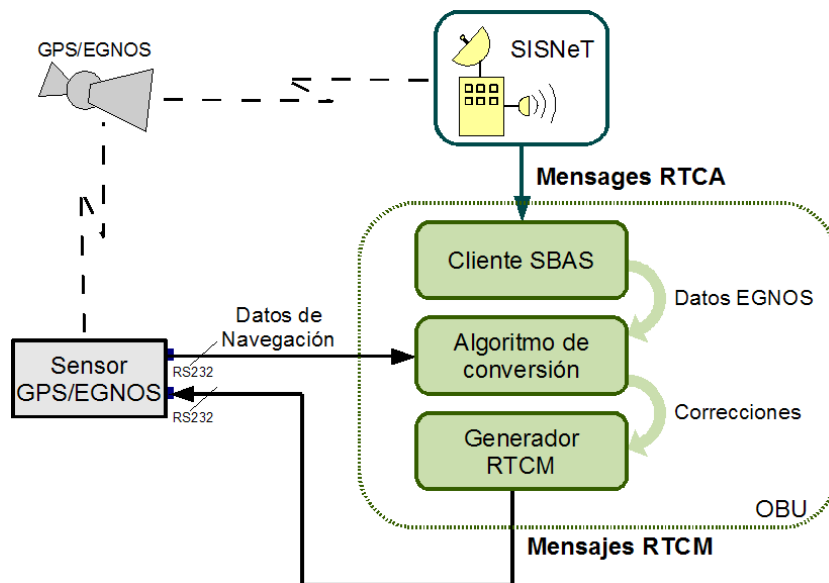 GPS/EGNOS
SISNeT
Mensages RTCA
Cliente SBAS
Datos EGNOS
Datos de
Navegación
Algoritmo de
conversión
Sensor
GPS/EGNOS
RS232
RS232
Correcciones
Generador
RTCM
OBU
Mensajes RTCM